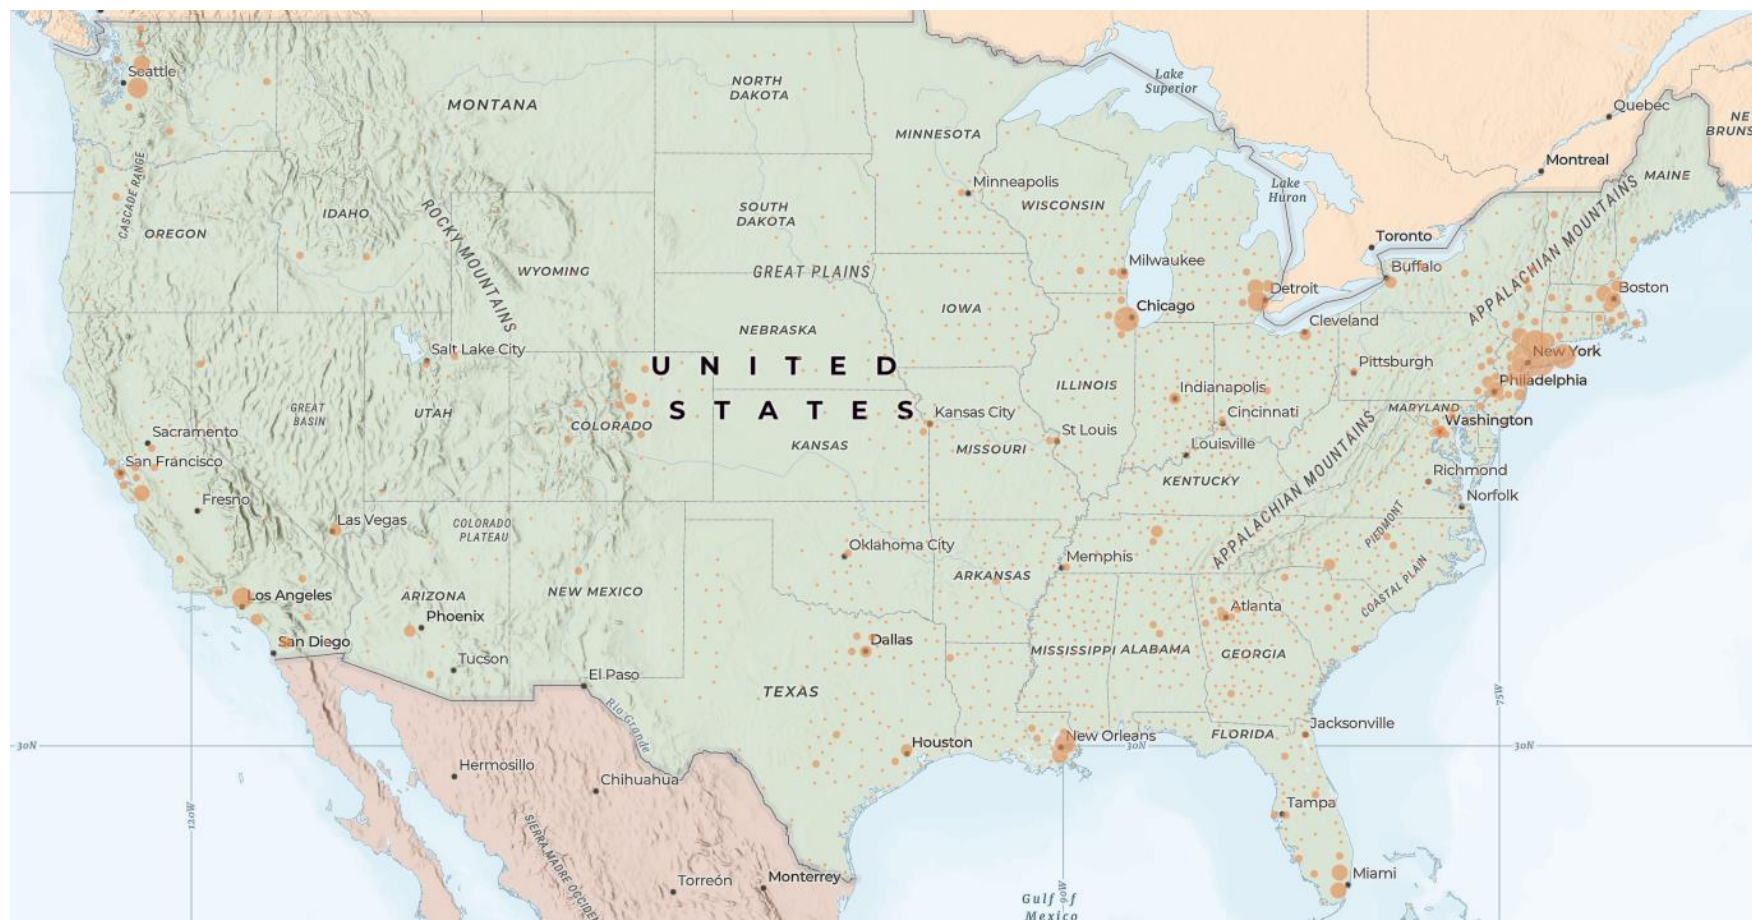 Seattle
MONTANA
NORTH
DAKOTA
MINNESOTA
Lake
Superior
Quebec
NE
BRUNS
Montreal
MAINE
CASCADE RANGE
OREGON
IDAHO
ROCKY MOUNTAINS
WYOMING
SOUTH
DAKOTA
Minneapolis
WISCONSIN
Lake
Huron
Toronto
APPALACHIAN MOUNTAINS
GREAT PLAINS
Milwaukee
Buffalo
Detroit
Boston
IOWA
Chicago
Cleveland
NEBRASKA
Salt Lake City
UNITED
STATES
New York
Pittsburgh
Philadelphia
ILLINOIS
Indianapolis
GREAT
BASIN
UTAH
COLORADO
Kansas City
Cincinnati
MARYLAND
Washington
Sacramento
San Francisco
KANSAS
MISSOURI
St Louis
Louisville
APPALACHIAN MOUNTAINS
Richmond
KENTUCKY
Norfolk
Fresno
Las Vegas
COLORADO
PLATEAU
PIEDMONT
Oklahoma City
Memphis
ARKANSAS
COASTAL PLAIN
Los Angeles
ARIZONA
NEW MEXICO
Phoenix
Atlanta
San Diego
Dallas
MISSISSIPPI
ALABAMA
GEORGIA
Tucson
El Paso
TEXAS
75W
Rio Grande
Jacksonville
30N
Houston
New Orleans
30N
FLORIDA
30N
Hermosillo
Chihuahua
120W
Tampa
SIERRA MADRE OCCIDEN
Torreón
Monterrey
Miami
90W
Gulf of
Mexico